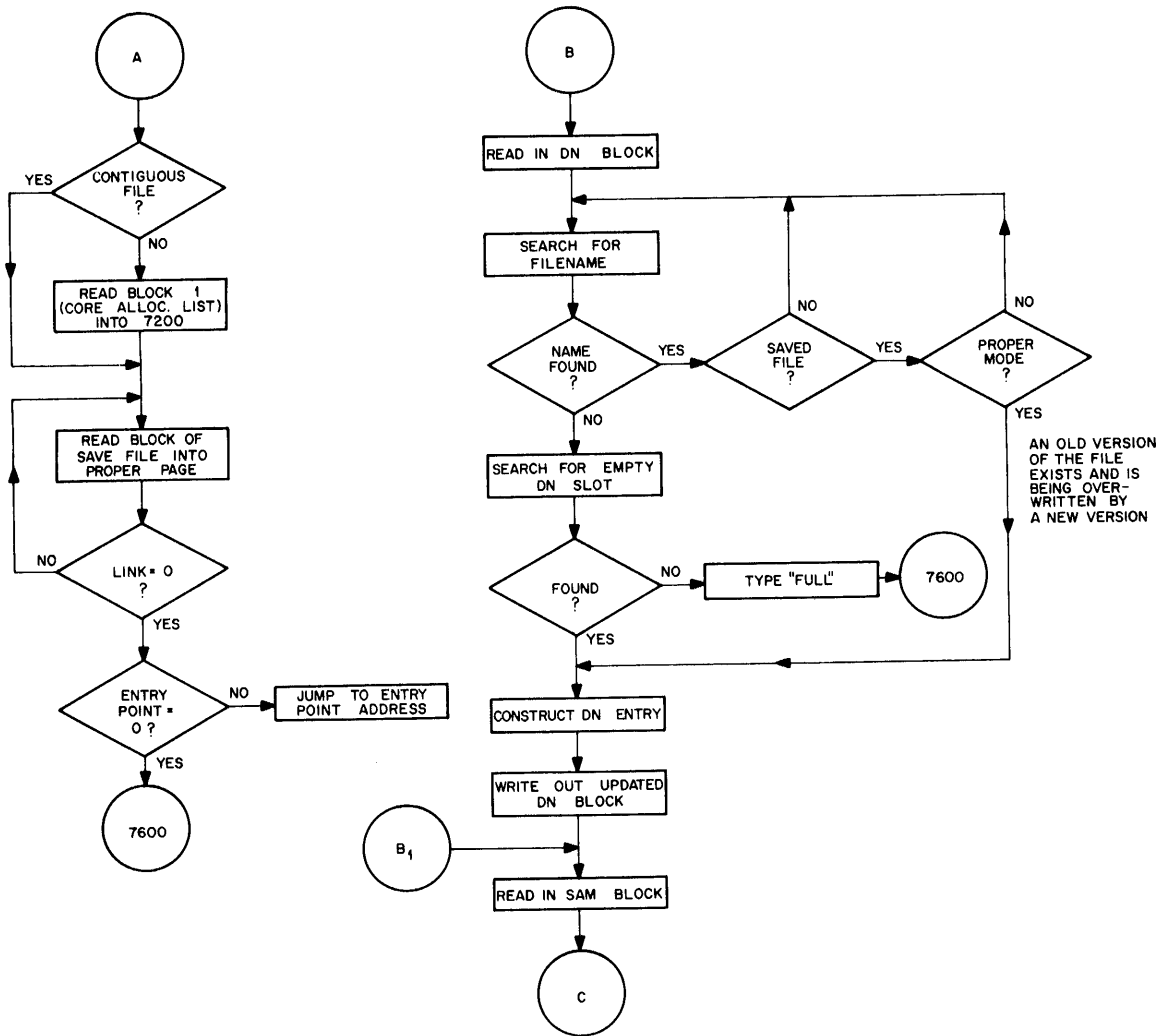 A
CONTIGUOUS
FILE
?
YES
NO
READ BLOCK 1
(CORE ALLOC. LIST)
INTO 7200
READ BLOCK OF
SAVE FILE INTO
PROPER PAGE
LINK = 0
?
NO
YES
ENTRY
POINT =
0 ?
NO
JUMP TO ENTRY
POINT ADDRESS
YES
7600
B
READ IN DN BLOCK
SEARCH FOR
FILENAME
NAME
FOUND
?
YES
NO
SAVED
FILE
?
NO
YES
PROPER
MODE
?
NO
YES
AN OLD VERSION
OF THE FILE
EXISTS AND IS
BEING OVER-
WRITTEN BY
A NEW VERSION
SEARCH FOR EMPTY
DN SLOT
FOUND
?
NO
TYPE "FULL"
7600
YES
CONSTRUCT DN ENTRY
WRITE OUT UPDATED
DN BLOCK
B1
READ IN SAM BLOCK
C